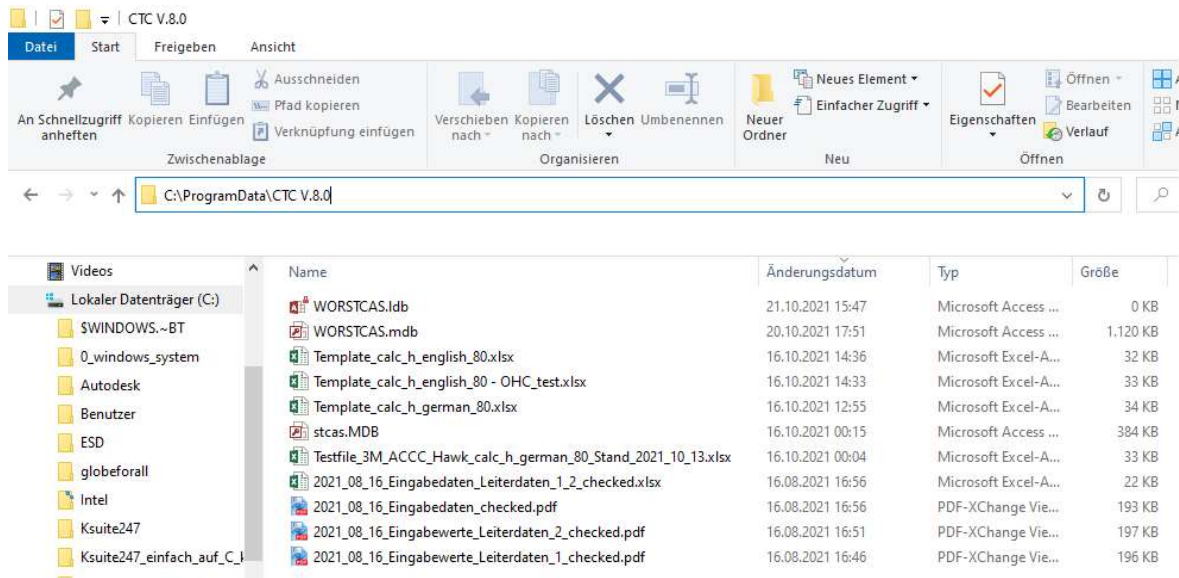 CTC V.8.0
Datei Start Freigeben Ansicht
An Schnellzugriff anheften
Kopieren
Einfügen
Ausschneiden
Pfad kopieren
Verknüpfung einfügen
Zwischenablage
Verschieben nach
Kopieren nach
Löschen
Umbenennen
Organisieren
Neuer Ordner
Neues Element
Einfacher Zugriff
Neu
Eigenschaften
Öffnen
Bearbeiten
Verlauf
Öffnen
C:\ProgramData\CTC V.8.0
Videos
Lokaler Datenträger (C:)
$WINDOWS.~BT
0_windows_system
Autodesk
Benutzer
ESD
globeforall
Intel
Ksuite247
Ksuite247_einfach_auf_C_
Name Änderungsdatum Typ Größe
WORSTCAS.ldb 21.10.2021 15:47 Microsoft Access ... 0 KB
WORSTCAS.mdb 20.10.2021 17:51 Microsoft Access ... 1.120 KB
Template_calc_h_english_80.xlsx 16.10.2021 14:36 Microsoft Excel-A... 32 KB
Template_calc_h_english_80 - OHC_test.xlsx 16.10.2021 14:33 Microsoft Excel-A... 33 KB
Template_calc_h_german_80.xlsx 16.10.2021 12:55 Microsoft Excel-A... 34 KB
stcas.MDB 16.10.2021 00:15 Microsoft Access ... 384 KB
Testfile_3M_ACCC_Hawk_calc_h_german_80_Stand_2021_10_13.xlsx 16.10.2021 00:04 Microsoft Excel-A... 33 KB
2021_08_16_Eingabedaten_Leiterdaten_1_2_checked.xlsx 16.08.2021 16:56 Microsoft Excel-A... 22 KB
2021_08_16_Eingabedaten_checked.pdf 16.08.2021 16:56 PDF-XChange Vie... 193 KB
2021_08_16_Eingabewerte_Leiterdaten_2_checked.pdf 16.08.2021 16:51 PDF-XChange Vie... 197 KB
2021_08_16_Eingabewerte_Leiterdaten_1_checked.pdf 16.08.2021 16:46 PDF-XChange Vie... 196 KB